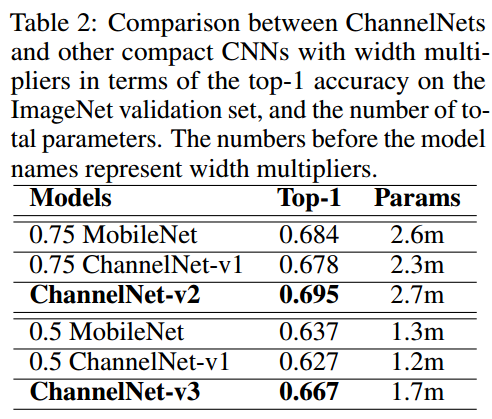 Table 2: Comparison between ChannelNets
and other compact CNNs with width multi-
pliers in terms of the top-1 accuracy on the
ImageNet validation set, and the number of to-
tal parameters. The numbers before the model
names represent width multipliers.
Models Top-1 Params
0.75 MobileNet 0.684 2.6m
0.75 ChannelNet-v1 0.678 2.3m
ChannelNet-v2 0.695 2.7m
0.5 MobileNet 0.637 1.3m
0.5 ChannelNet-v1 0.627 1.2m
ChannelNet-v3 0.667 1.7m